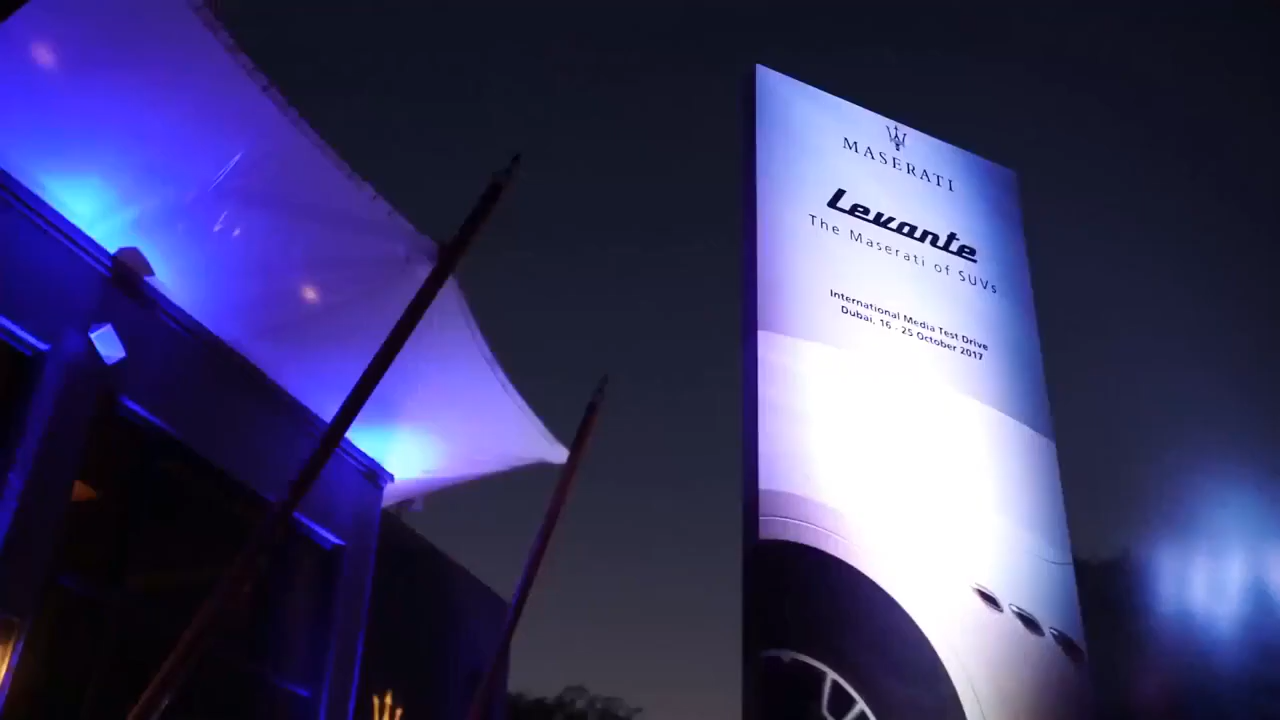 MASERATI
Levante
The Maserati of SUVs
International Media Test Drive
Dubai, 16 - 25 October 2017